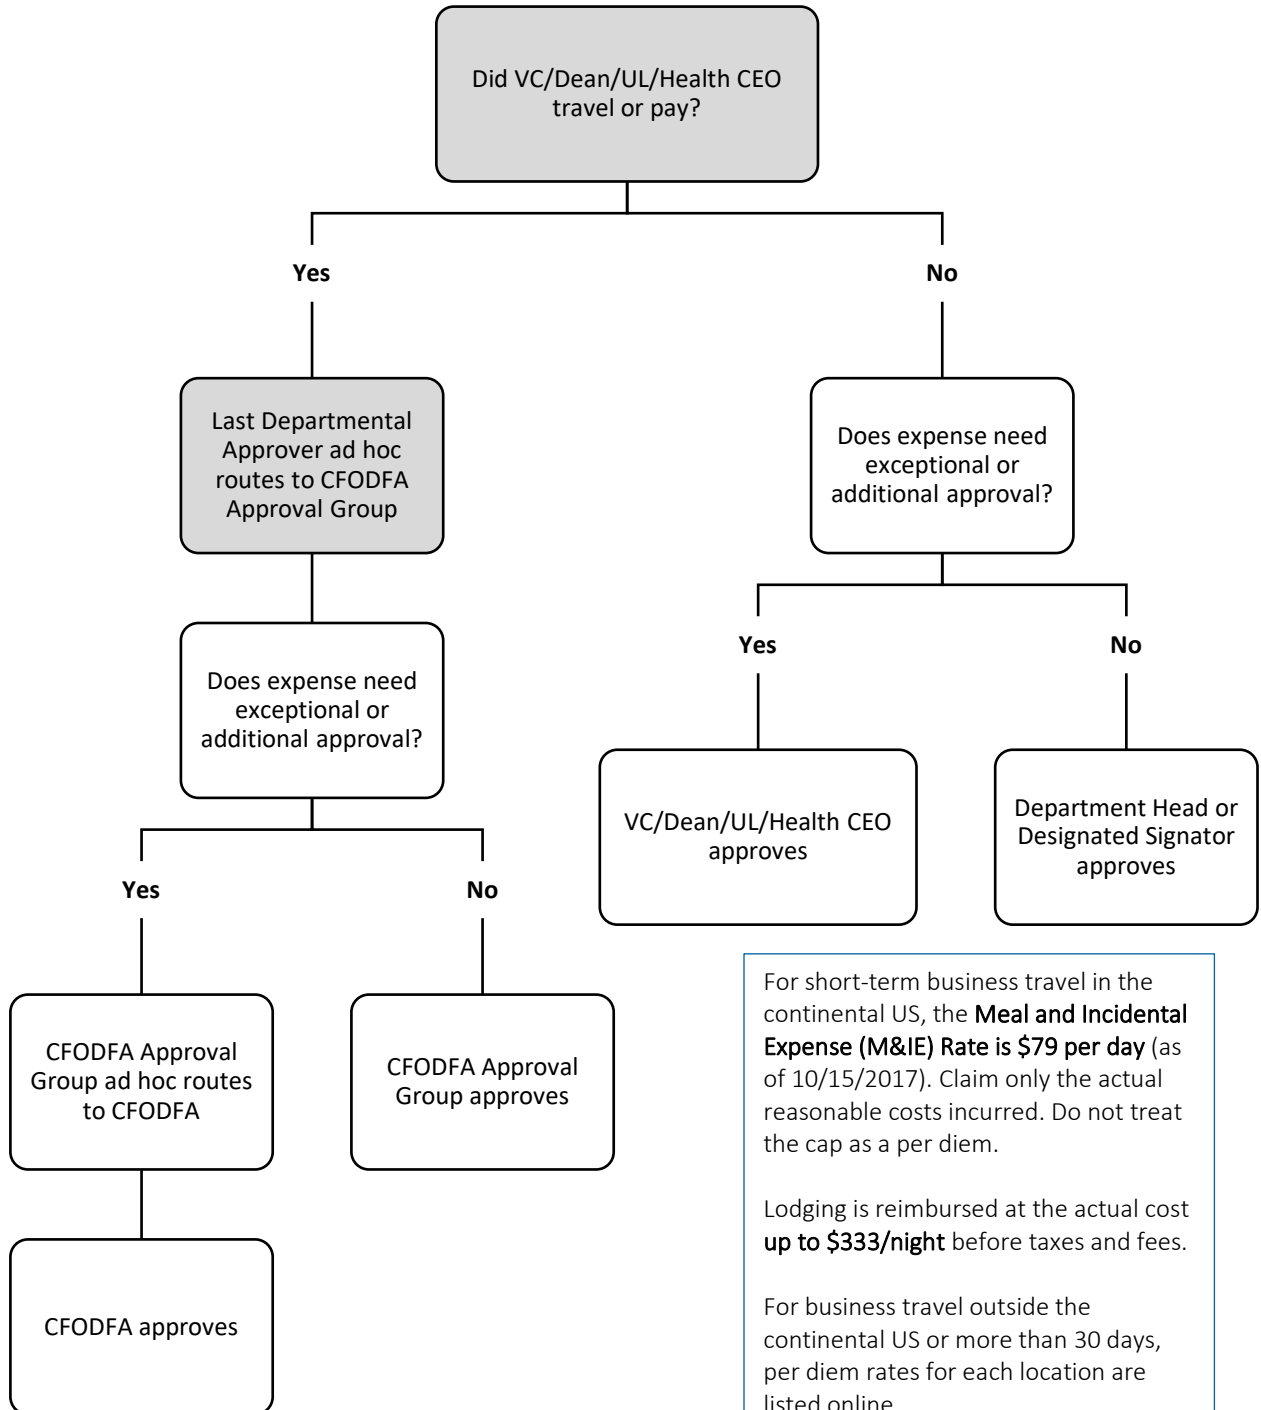 Did VC/Dean/UL/Health CEO
travel or pay?
Yes
No
Last Departmental
Approver ad hoc
routes to CFODFA
Approval Group
Does expense need
exceptional or
additional approval?
Does expense need
exceptional or
additional approval?
Yes
No
VC/Dean/UL/Health CEO
approves
Department Head or
Designated Signator
approves
Yes
No
CFODFA Approval
Group ad hoc routes
to CFODFA
CFODFA Approval
Group approves
CFODFA approves
For short-term business travel in the
continental US, the Meal and Incidental
Expense (M&IE) Rate is $79 per day (as
of 10/15/2017). Claim only the actual
reasonable costs incurred. Do not treat
the cap as a per diem.
Lodging is reimbursed at the actual cost
up to $333/night before taxes and fees.
For business travel outside the
continental US or more than 30 days,
per diem rates for each location are
listed online